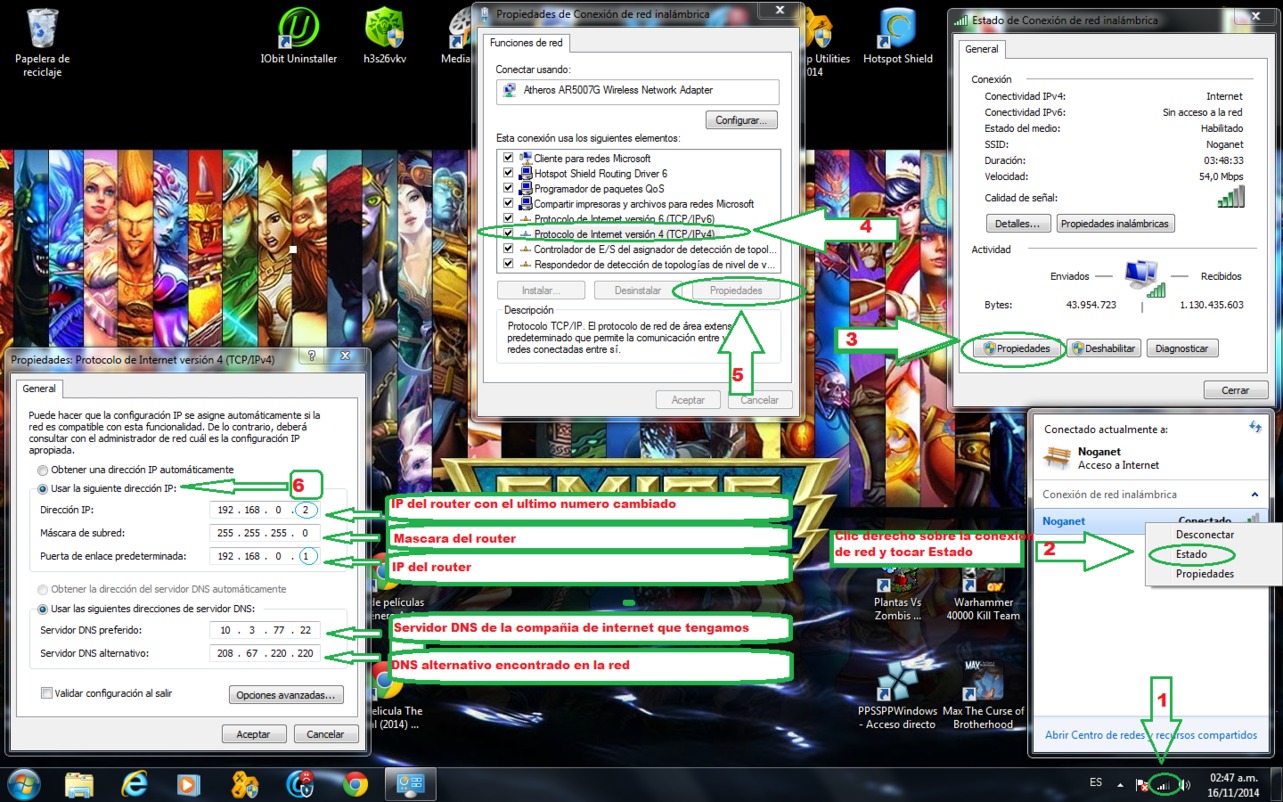 Papelera de
reciclaje
IObit Uninstaller
h3s26vkv
Media
p Utilities
014
Hotspot Shield
Propiedades de Conexión de red inalámbrica
Funciones de red
Conectar usando:
Atheros AR5007G Wireless Network Adapter
Configurar...
Esta conexión usa los siguientes elementos:
Cliente para redes Microsoft
Hotspot Shield Routing Driver 6
Programador de paquetes QoS
Compartir impresoras y archivos para redes Microsoft
Protocolo de Internet versión 6 (TCP/IPv6)
Protocolo de Internet versión 4 (TCP/IPv4)
Controlador de E/S del asignador de detección de topol...
Respondedor de detección de topologías de nivel de v...
Instalar...
Desinstalar
Propiedades
Descripción
Protocolo TCP/IP. El protocolo de red de área extens
predeterminado que permite la comunicación entre v
redes conectadas entre sí.
Aceptar
Cancelar
4
5
Estado de Conexión de red inalámbrica
General
Conexión
Conectividad IPv4: Internet
Conectividad IPv6: Sin acceso a la red
Estado del medio: Habilitado
SSID: Noganet
Duración: 03:48:33
Velocidad: 54,0 Mbps
Calidad de señal:
Detalles...
Propiedades inalámbricas
Actividad
Enviados
Recibidos
Bytes: 43.954.723 1.130.435.603
3
Propiedades
Deshabilitar
Diagnosticar
Cerrar
Propiedades: Protocolo de Internet versión 4 (TCP/IPv4)
General
Puede hacer que la configuración IP se asigne automáticamente si la
red es compatible con esta funcionalidad. De lo contrario, deberá
consultar con el administrador de red cuál es la configuración IP
apropiada.
Obtener una dirección IP automáticamente
Usar la siguiente dirección IP:
6
Dirección IP: 192 . 168 . 0 . 2
Máscara de subred: 255 . 255 . 255 . 0
Puerta de enlace predeterminada: 192 . 168 . 0 . 1
Obtener la dirección del servidor DNS automáticamente
Usar las siguientes direcciones de servidor DNS:
Servidor DNS preferido: 10 . 3 . 77 . 22
Servidor DNS alternativo: 208 . 67 . 220 . 220
Validar configuración al salir
Opciones avanzadas...
Aceptar
Cancelar
IP del router con el ultimo numero cambiado
Mascara del router
IP del router
Servidor DNS de la compañia de internet que tengamos
DNS alternativo encontrado en la red
SMITE
Clic derecho sobre la conexion
de red y tocar Estado
2
Conectado actualmente a:
Noganet
Acceso a Internet
Conexión de red inalámbrica
Noganet Conectado
Desconectar
Estado
Propiedades
Abrir Centro de redes y recursos compartidos
1
de peliculas
elicula The
l (2014) ...
Plantas Vs
Zombis ...
Warhammer
40000 Kill Team
PPSSPPWindows
- Acceso directo
Max The Curse of
Brotherhood
ES
02:47 a.m.
16/11/2014